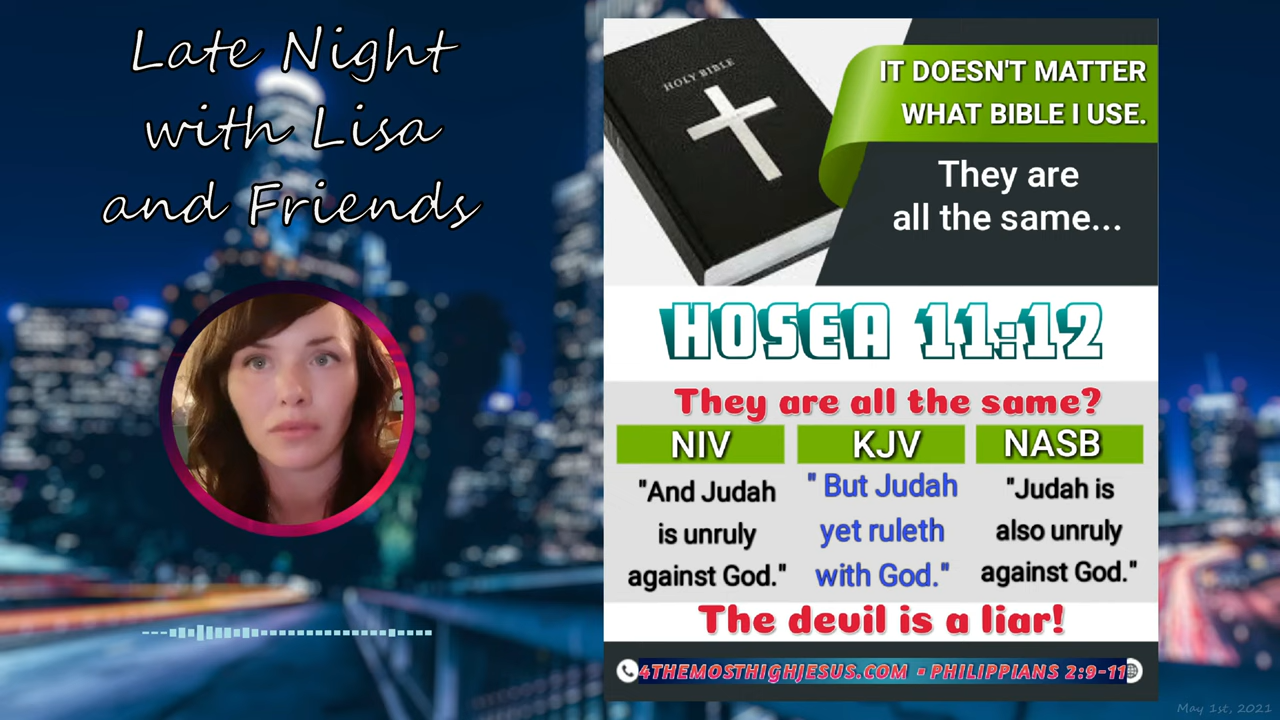 Late Night
with Lisa
and Friends
HOLY BIBLE
IT DOESN'T MATTER
WHAT BIBLE I USE.
They are
all the same...
HOSEA 11:12
They are all the same?
NIV
"And Judah
is unruly
against God."
KJV
" But Judah
yet ruleth
with God."
NASB
"Judah is
also unruly
against God."
The devil is a liar!
4THEMOSTHIGHJESUS.COM ▪ PHILIPPIANS 2:9-11
May 1st, 2021